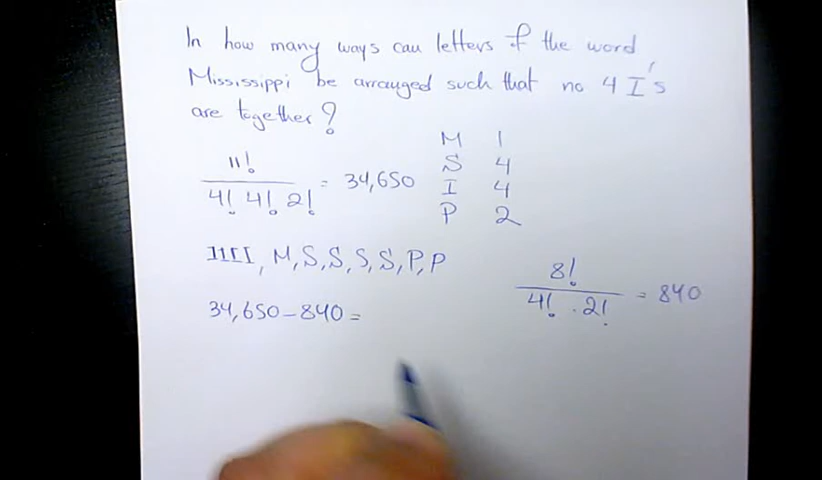 In how many ways can letters of the word
Mississippi be arranged such that no 4 I's
are together?
M 1
S 4
I 4
P 2
11! / 4! 4! 2! = 34,650
IIII, M, S, S, S, S, P, P
8! / 4! . 2! = 840
34,650 - 840 =